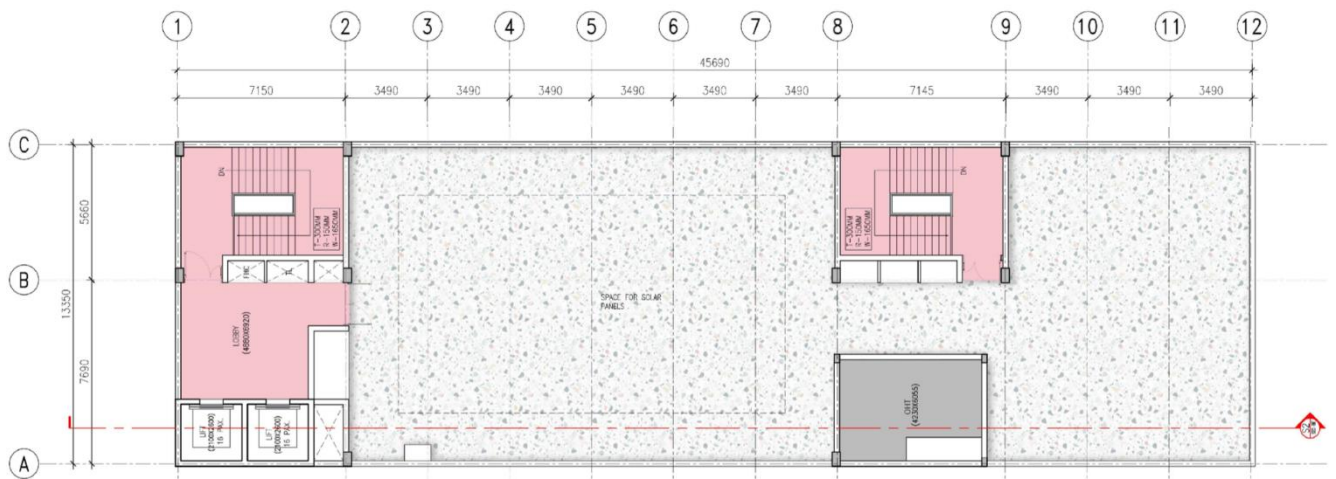 1 2 3 4 5 6 7 8 9 10 11 12
45690
7150 3490 3490 3490 3490 3490 3490 7145 3490 3490 3490
C
B
A
13350
5660
7690
DN
T-300MM
R-150MM
W-1650MM
FHC
LOBBY
(4880X6920)
LIFT
16 PAX.
LIFT
16 PAX.
SPACE FOR SOLAR
PANELS
DN
T-300MM
R-150MM
W-1650MM
OHT
(4230X6055)